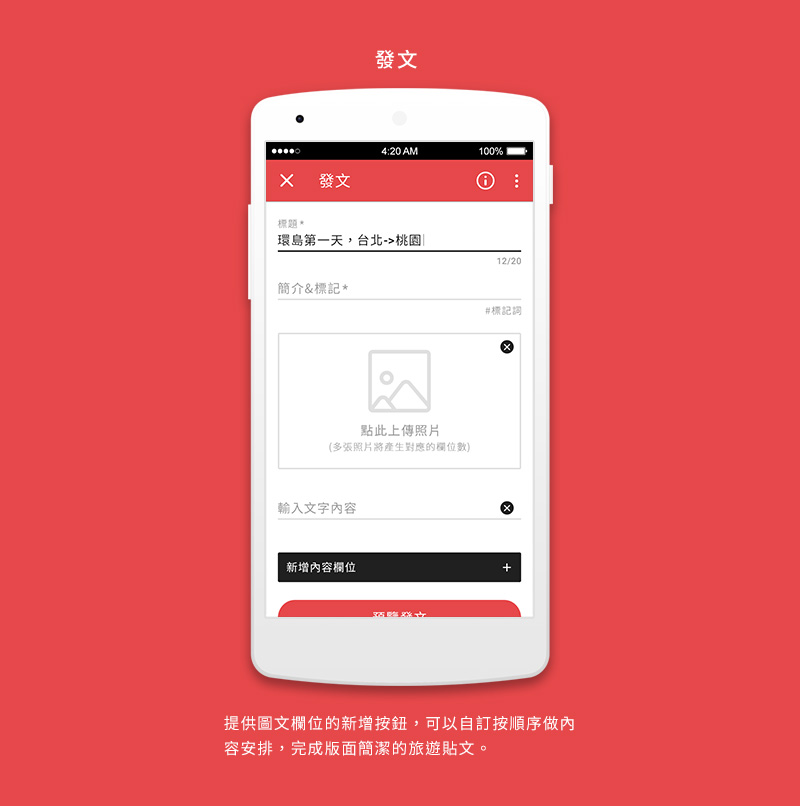 發文
4:20 AM 100%
發文
標題*
環島第一天，台北->桃園
12/20
簡介&標記*
#標記詞
點此上傳照片
(多張照片將產生對應的欄位數)
輸入文字內容
新增內容欄位 +
預覽發文
提供圖文欄位的新增按鈕，可以自訂按順序做內
容安排，完成版面簡潔的旅遊貼文。